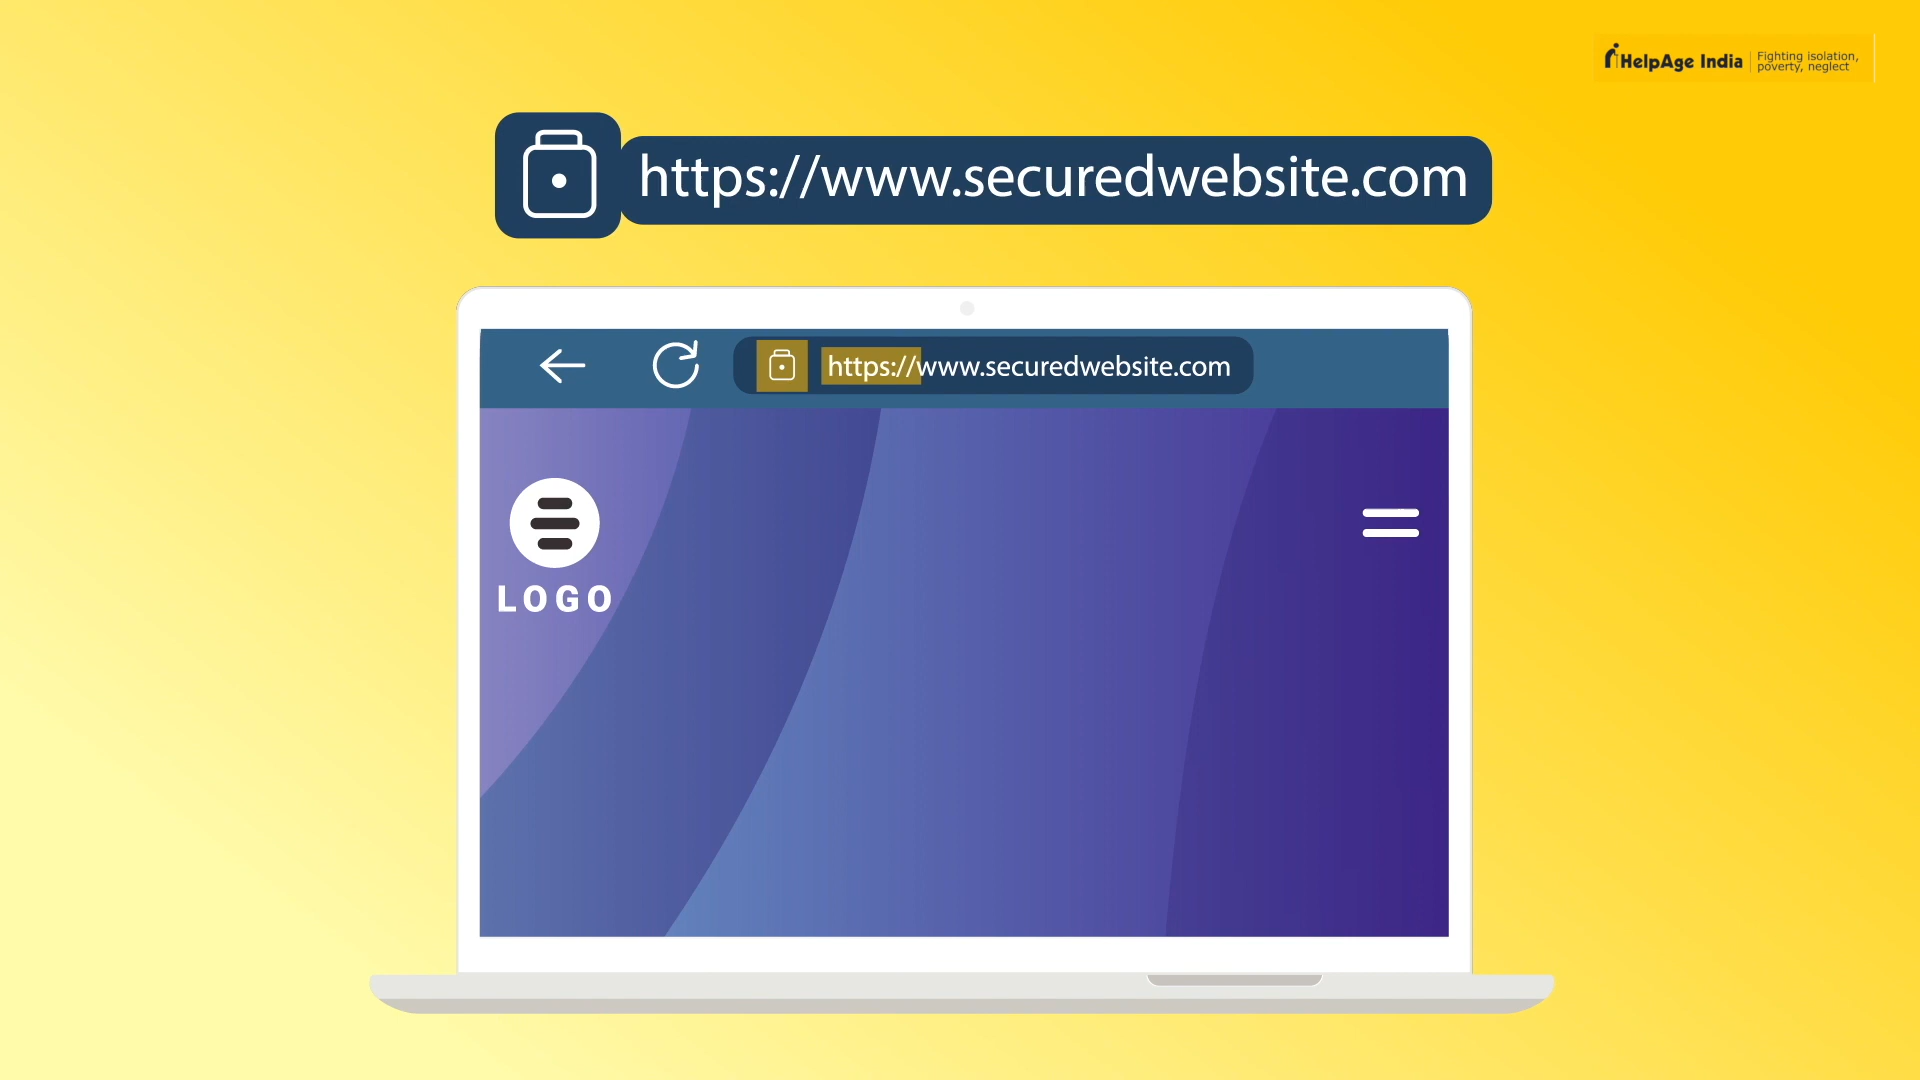 HelpAge India
Fighting isolation,
poverty, neglect
https://www.securedwebsite.com
https://www.securedwebsite.com
LOGO